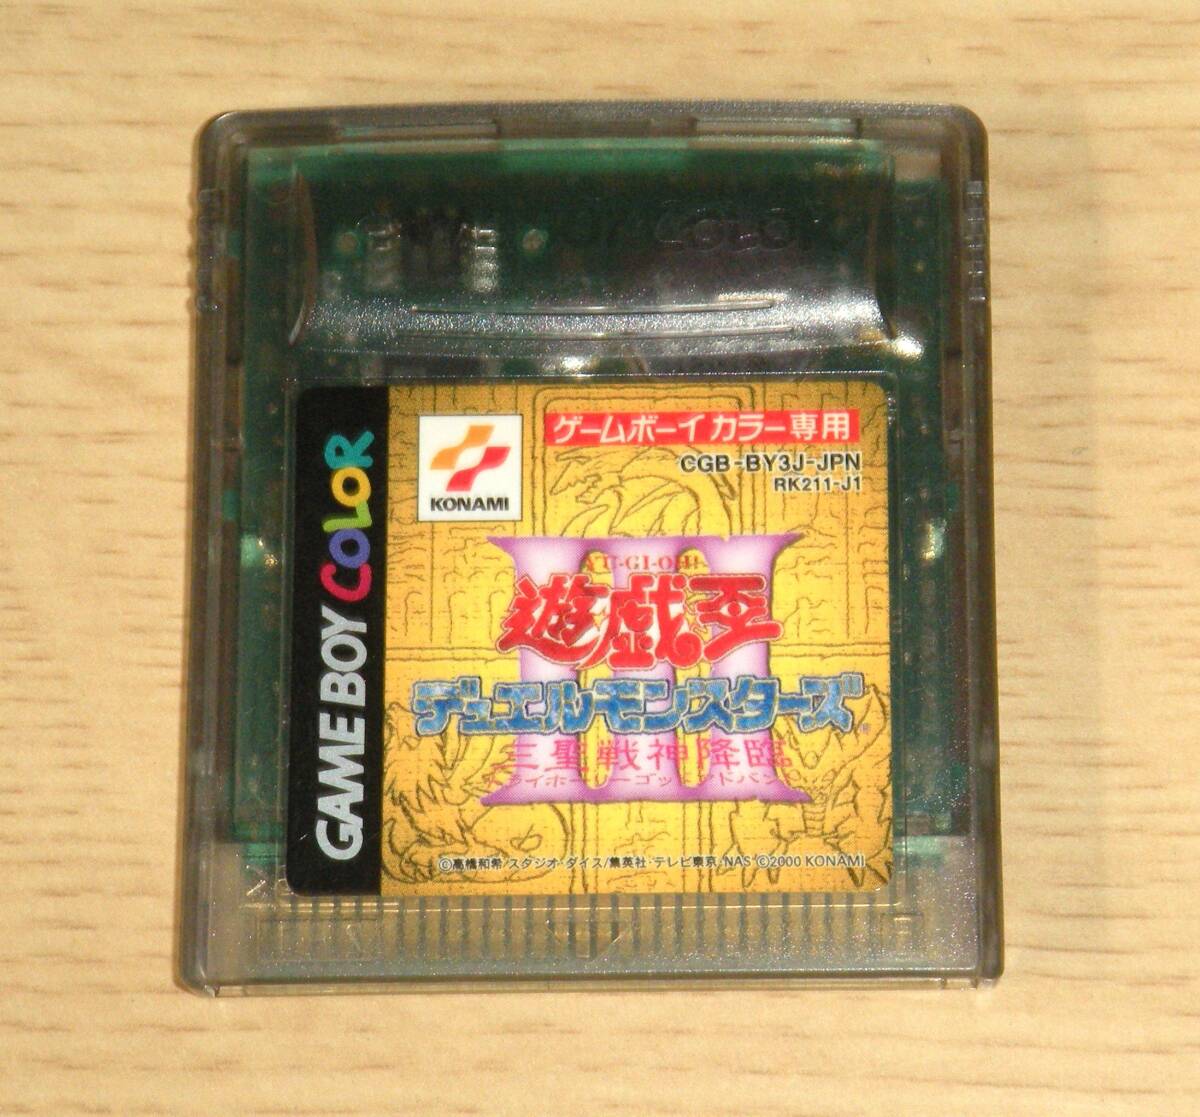 GAME BOY COLOR
KONAMI
ゲームボーイカラー専用
CGB-BY3J-JPN
RK211-J1
YU-GI-OH!
III
遊戯王
デュエルモンスターズ
三聖戦神降臨
©高橋和希/スタジオ・ダイス/集英社・テレビ東京・NAS ©2000 KONAMI